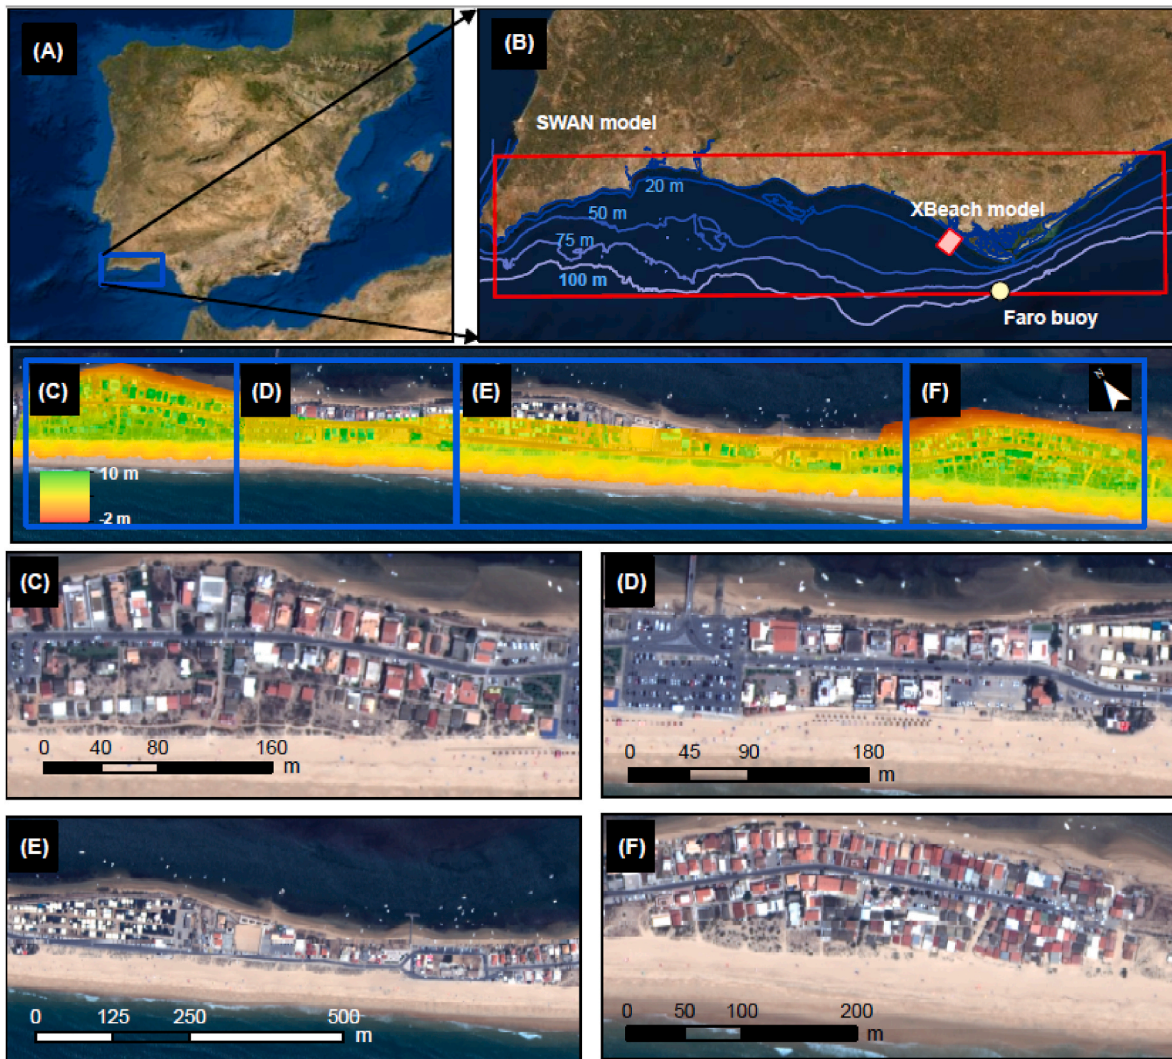 (A)
(B)
SWAN model
20 m
50 m
XBeach model
75 m
100 m
Faro buoy
(C)
(D)
(E)
(F)
N
10 m
-2 m
(C)
(D)
0 40 80 160
m
0 45 90 180
m
(E)
(F)
0 125 250 500
m
0 50 100 200
m